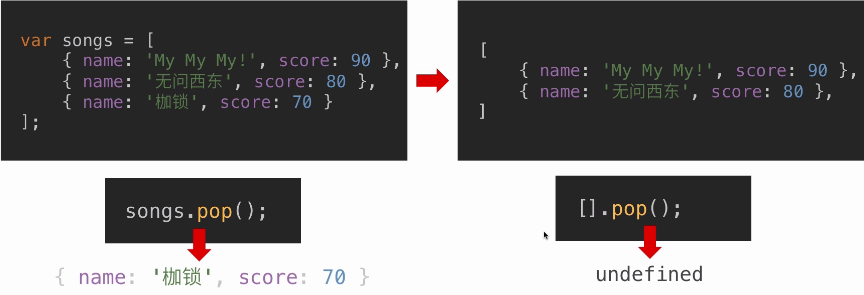 var songs = [
{ name: 'My My My!', score: 90 },
{ name: '无问西东', score: 80 },
{ name: '枷锁', score: 70 }
];
[
{ name: 'My My My!', score: 90 },
{ name: '无问西东', score: 80 },
]
songs.pop();
{ name: '枷锁', score: 70 }
[].pop();
undefined